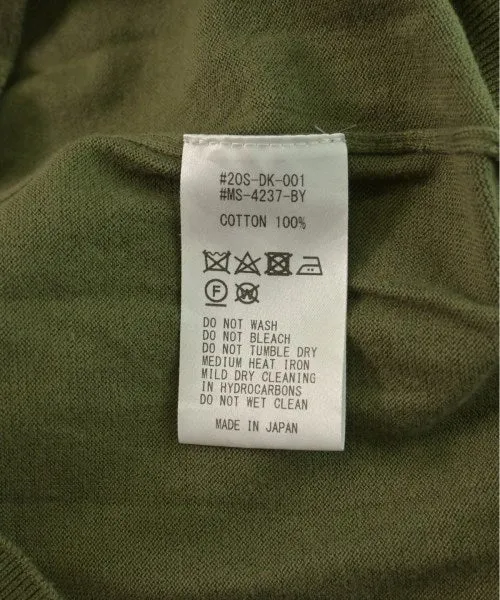 #20S-DK-001
#MS-4237-BY
COTTON 100%
F W
DO NOT WASH
DO NOT BLEACH
DO NOT TUMBLE DRY
MEDIUM HEAT IRON
MILD DRY CLEANING
IN HYDROCARBONS
DO NOT WET CLEAN
MADE IN JAPAN